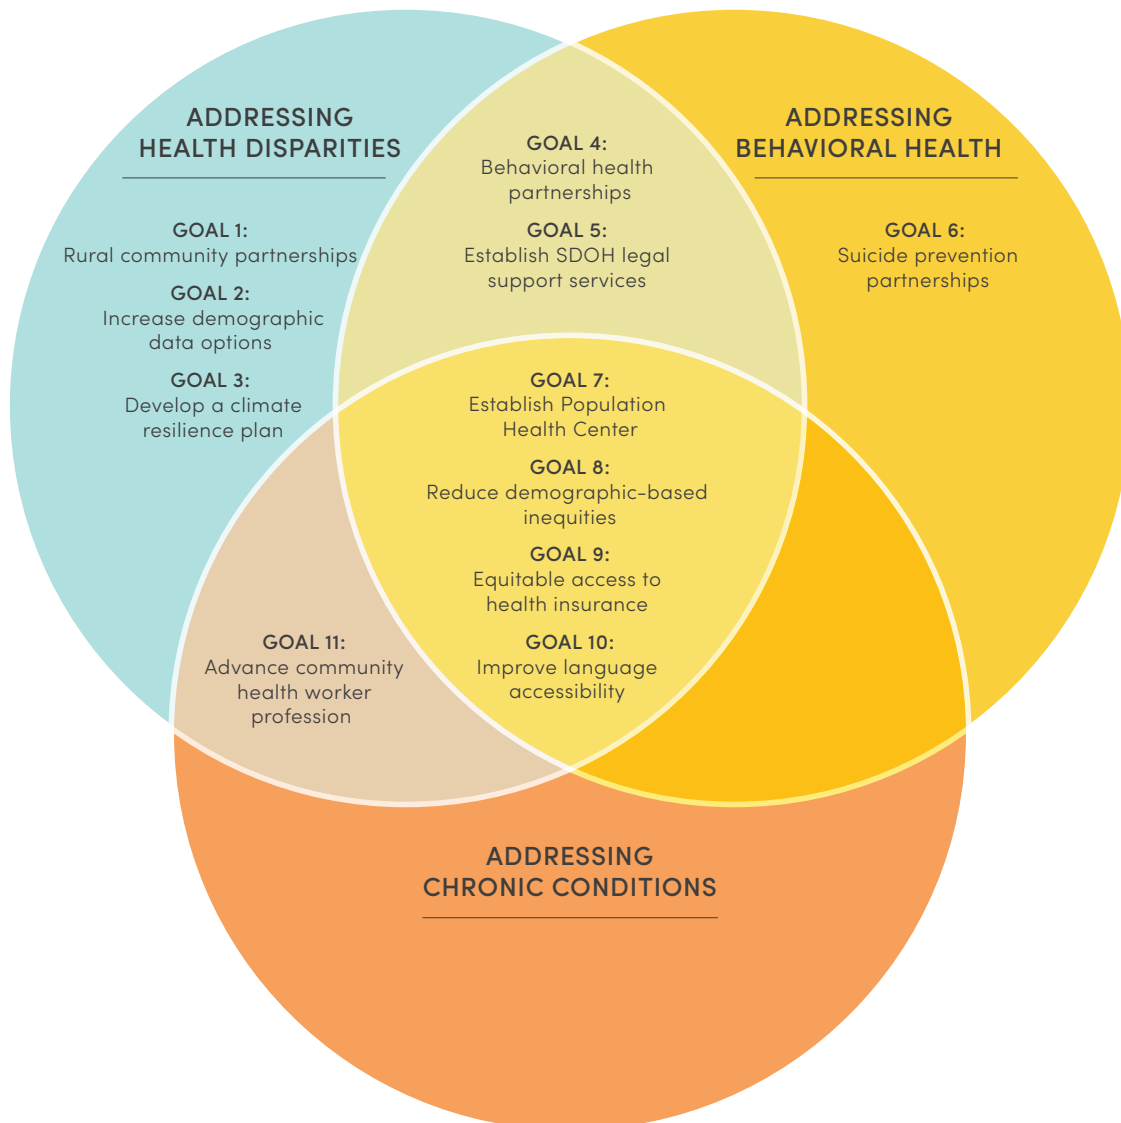 ADDRESSING
HEALTH DISPARITIES
GOAL 1:
Rural community partnerships
GOAL 2:
Increase demographic
data options
GOAL 3:
Develop a climate
resilience plan
GOAL 4:
Behavioral health
partnerships
GOAL 5:
Establish SDOH legal
support services
ADDRESSING
BEHAVIORAL HEALTH
GOAL 6:
Suicide prevention
partnerships
GOAL 7:
Establish Population
Health Center
GOAL 8:
Reduce demographic-based
inequities
GOAL 9:
Equitable access to
health insurance
GOAL 10:
Improve language
accessibility
GOAL 11:
Advance community
health worker
profession
ADDRESSING
CHRONIC CONDITIONS